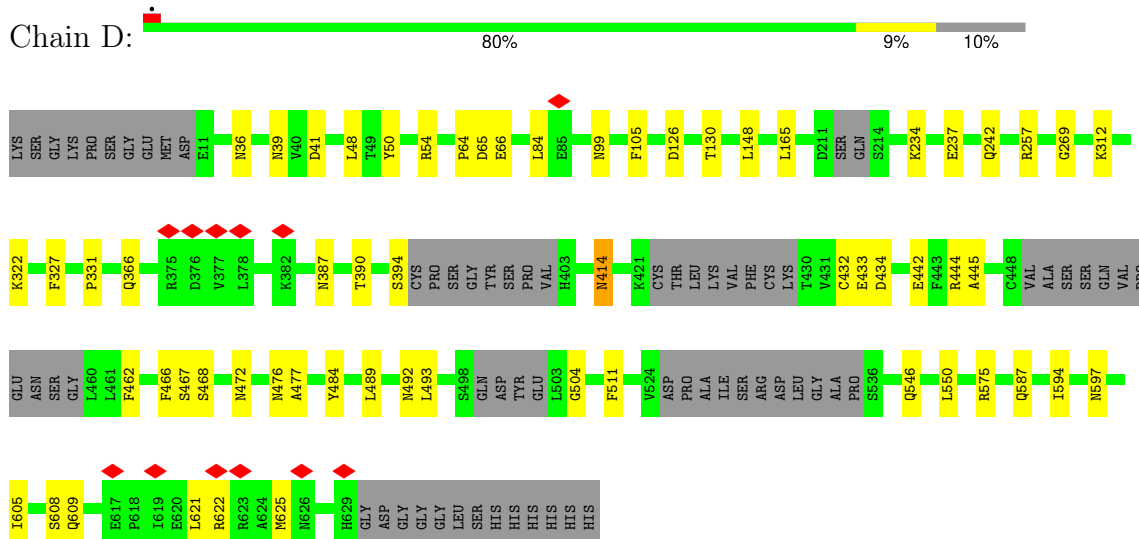 Chain D:
80% 9% 10%
LYS SER GLY LYS PRO SER GLY GLU MET ASP E11 N36 N39 V40 D41 L48 T49 Y50 R54 P64 D65 E66 L84 E85 N99 F105 D126 T130 L148 L165 D211 SER GLN S214 K234 E237 Q242 R257 G269 K312
K322 F327 P331 Q366 R375 D376 V377 L378 K382 N387 T390 S394 CYS PRO SER GLY TYR SER PRO VAL H403 N414 K421 CYS THR LEU LYS VAL PHE CYS LYS T430 V431 C432 E433 D434 E442 F443 R444 A445 C448 VAL ALA SER SER GLN VAL
GLU ASN SER GLY L460 L461 F462 F466 S467 S468 N472 N476 A477 Y484 L489 N492 L493 S498 GLN ASP TYR GLU L503 G504 F511 V524 ASP PRO ALA ILE SER ARG ASP LEU GLY ALA PRO S536 Q546 L550 R575 Q587 I594 N597
I605 S608 Q609 E617 P618 I619 E620 L621 R622 R623 A624 M625 N626 H629 GLY ASP GLY GLY GLY LEU SER HIS HIS HIS HIS HIS HIS